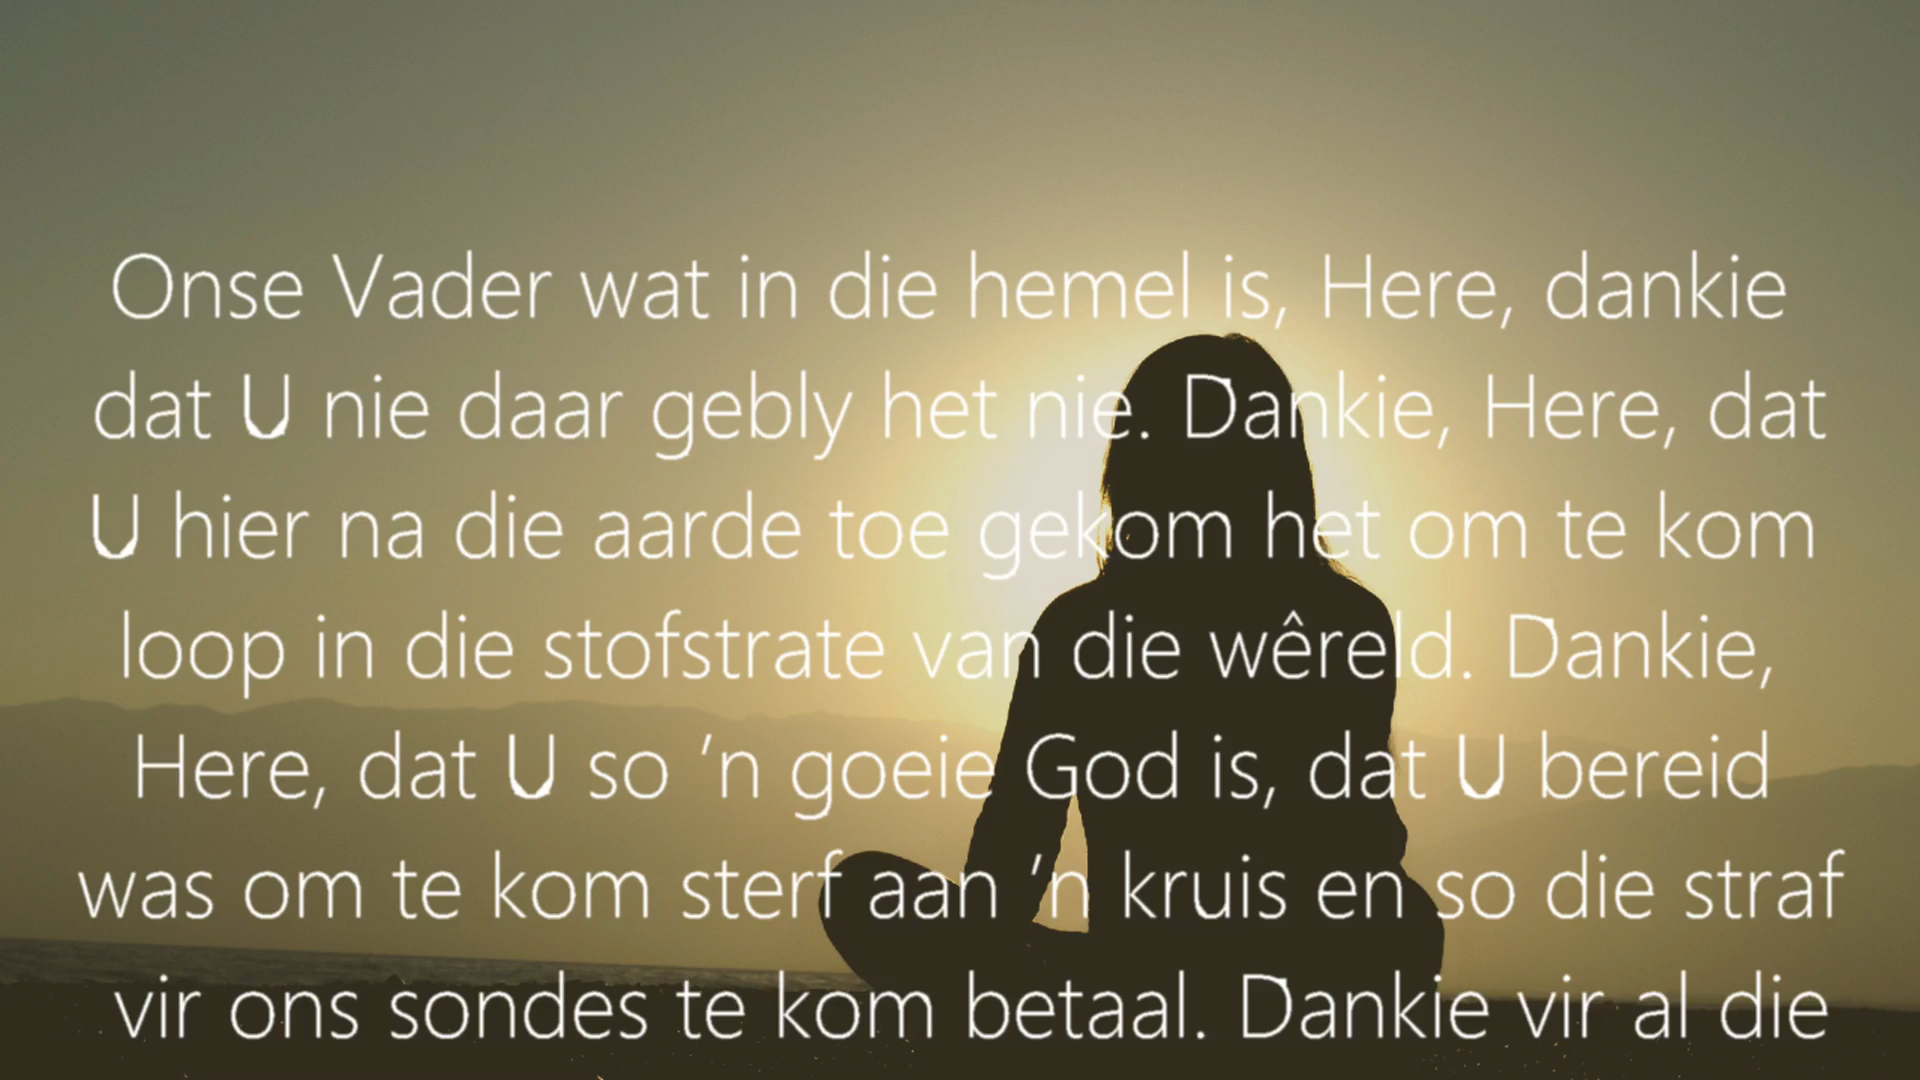 Onse Vader wat in die hemel is, Here, dankie
dat U nie daar gebly het nie. Dankie, Here, dat
U hier na die aarde toe gekom het om te kom
loop in die stofstrate van die wêreld. Dankie,
Here, dat U so ’n goeie God is, dat U bereid
was om te kom sterf aan ’n kruis en so die straf
vir ons sondes te kom betaal. Dankie vir al die